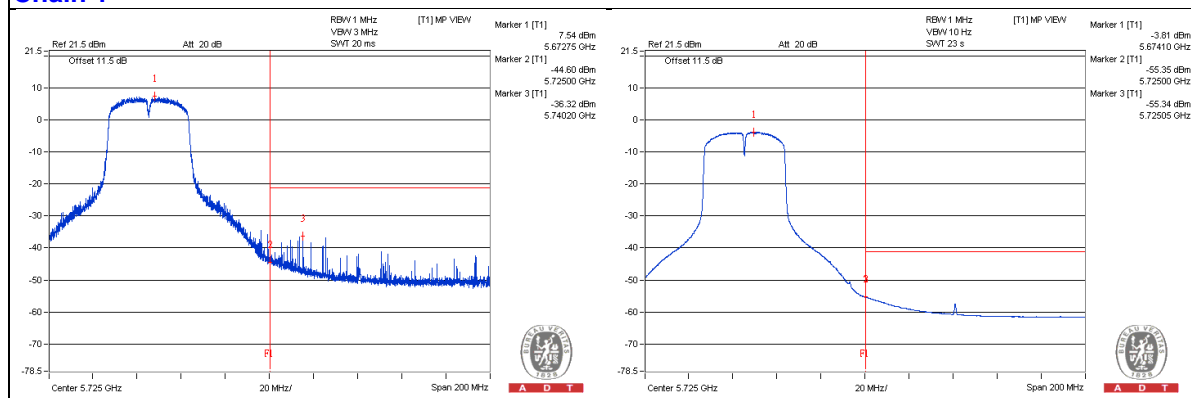 RBW 1 MHz [T1] MP VIEW
VBW 3 MHz
Ref 21.5 dBm Att 20 dB SWT 20 ms
21.5
Offset 11.5 dB
10
0
-10
-20
-30
-40
-50
-60
-70
-78.5
1
2
3
F1
Center 5.725 GHz 20 MHz/ Span 200 MHz
Marker 1 [T1]
7.54 dBm
5.67275 GHz
Marker 2 [T1]
-44.60 dBm
5.72500 GHz
Marker 3 [T1]
-36.32 dBm
5.74020 GHz
BUREAU VERITAS
1828
A D T
RBW 1 MHz [T1] MP VIEW
VBW 10 Hz
Ref 21.5 dBm Att 20 dB SWT 23 s
21.5
Offset 11.5 dB
10
0
-10
-20
-30
-40
-50
-60
-70
-78.5
1
F1
Center 5.725 GHz 20 MHz/ Span 200 MHz
Marker 1 [T1]
-3.81 dBm
5.67410 GHz
Marker 2 [T1]
-55.35 dBm
5.72500 GHz
Marker 3 [T1]
-55.34 dBm
5.72505 GHz
BUREAU VERITAS
1828
A D T